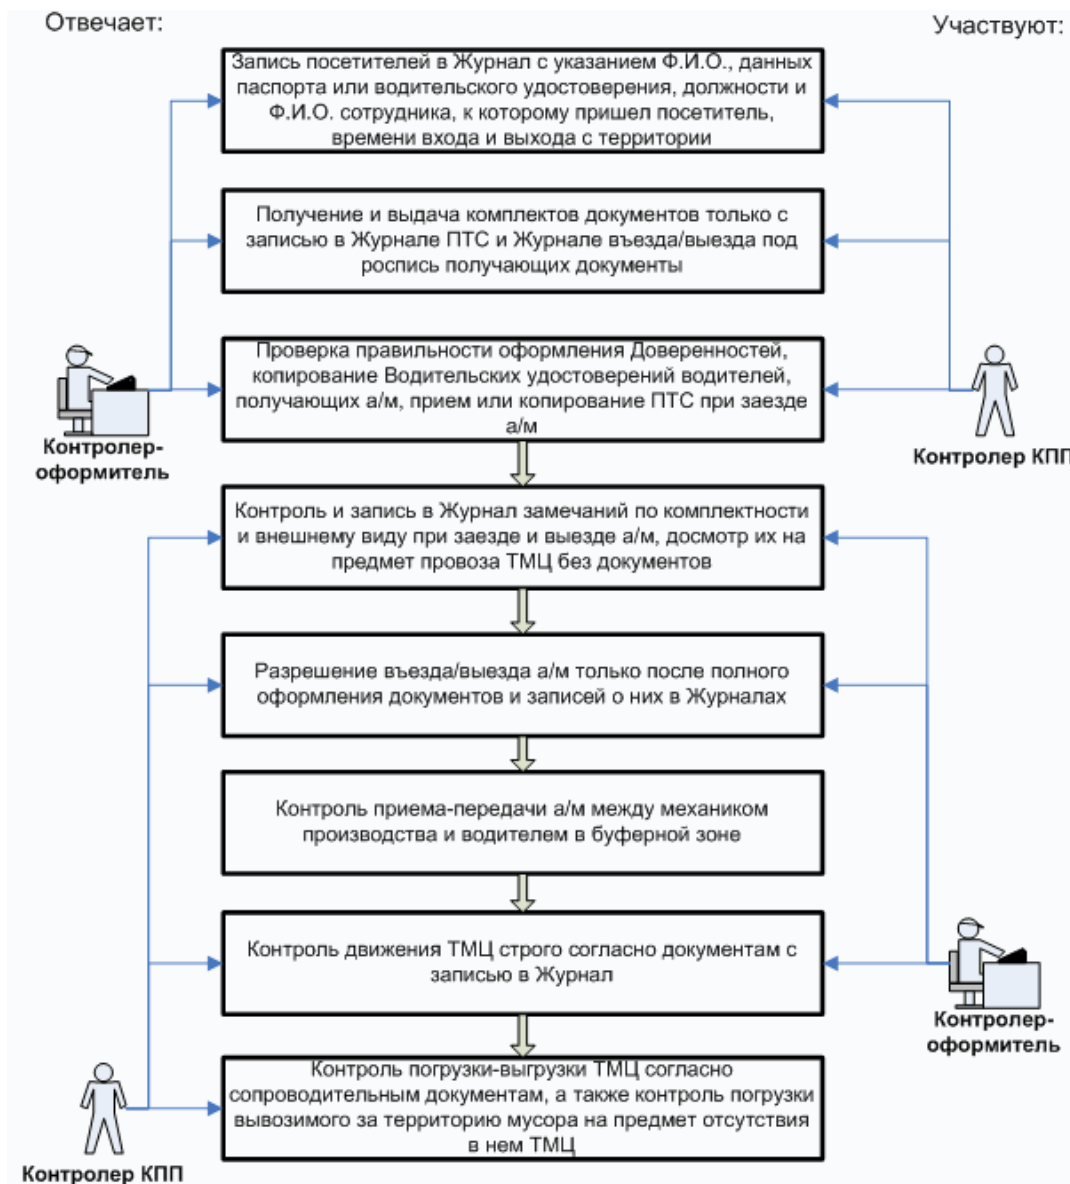 Отвечает:
Участвуют:
Запись посетителей в Журнал с указанием Ф.И.О., данных
паспорта или водительского удостоверения, должности и
Ф.И.О. сотрудника, к которому пришел посетитель,
времени входа и выхода с территории
Получение и выдача комплектов документов только с
записью в Журнале ПТС и Журнале въезда/выезда под
роспись получающих документы
Проверка правильности оформления Доверенностей,
копирование Водительских удостоверений водителей,
получающих а/м, прием или копирование ПТС при заезде
а/м
Контролер-
оформитель
Контролер КПП
Контроль и запись в Журнал замечаний по комплектности
и внешнему виду при заезде и выезде а/м, досмотр их на
предмет провоза ТМЦ без документов
Разрешение въезда/выезда а/м только после полного
оформления документов и записей о них в Журналах
Контроль приема-передачи а/м между механиком
производства и водителем в буферной зоне
Контроль движения ТМЦ строго согласно документам с
записью в Журнал
Контролер-
оформитель
Контроль погрузки-выгрузки ТМЦ согласно
сопроводительным документам, а также контроль погрузки
вывозимого за территорию мусора на предмет отсутствия
в нем ТМЦ
Контролер КПП